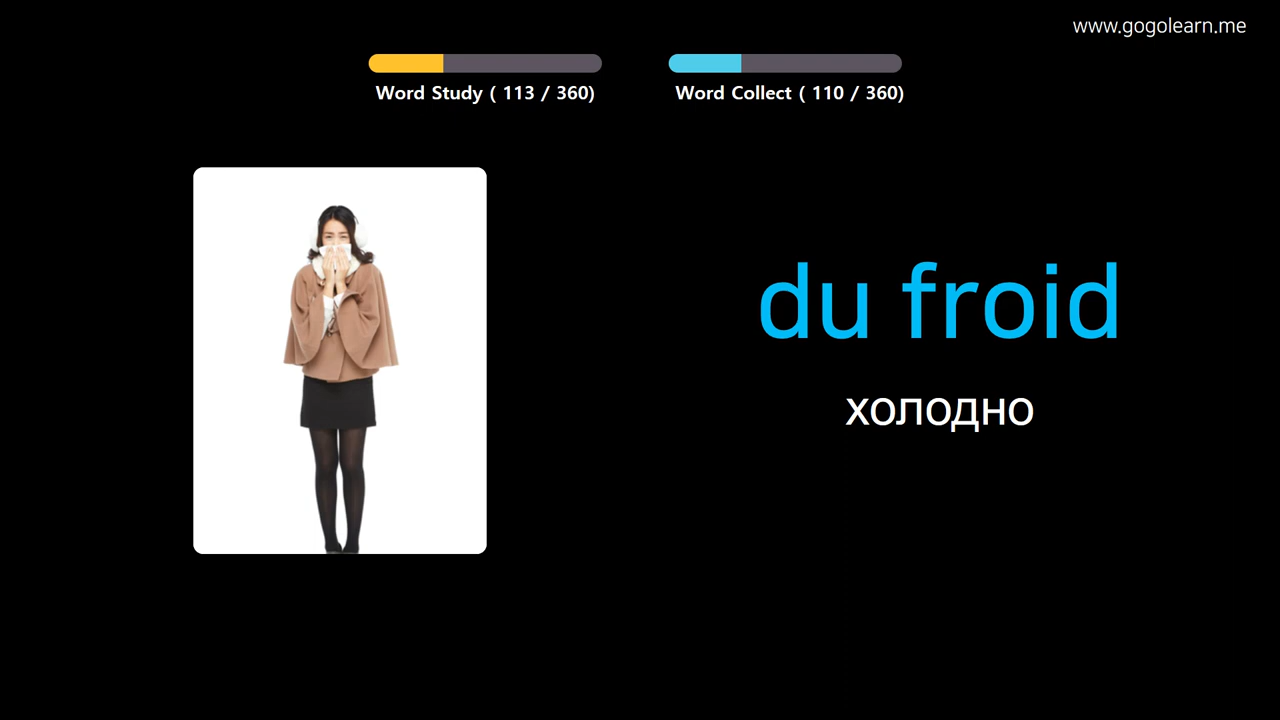 www.gogolearn.me
Word Study ( 113 / 360)
Word Collect ( 110 / 360)
du froid
холодно